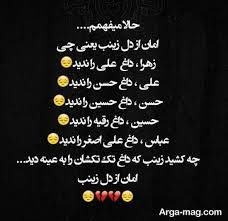 حالا میفهمم....
امان از دل زینب یعنی چی
زهرا ، داغ علی را ندید😔
علی ، داغ حسن را ندید😔
حسن ، داغ حسین را ندید😔
حسین ، داغ رقیه را ندید😔
عباس ، داغ علی اصغر را ندید😔
چه کشید زینب که داغ تک تکشان را به عینه دید...
امان از دل زینب
😔💔💔😔
Arga-mag.com